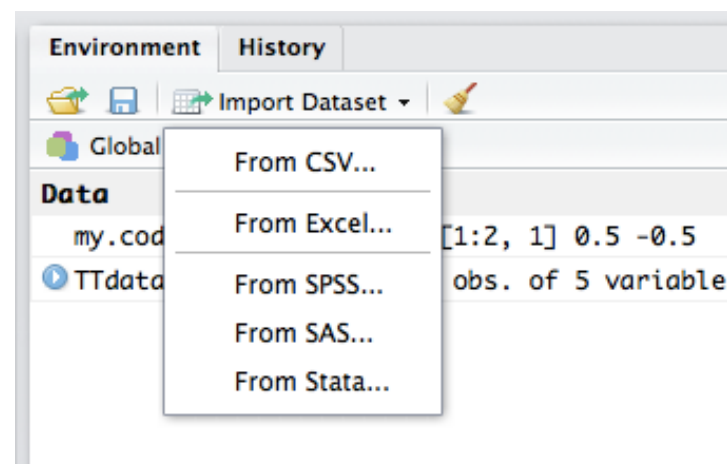 Environment History
Import Dataset
Global
From CSV...
Data
From Excel...
my.cod [1:2, 1] 0.5 -0.5
From SPSS...
TTdata obs. of 5 variable
From SAS...
From Stata...